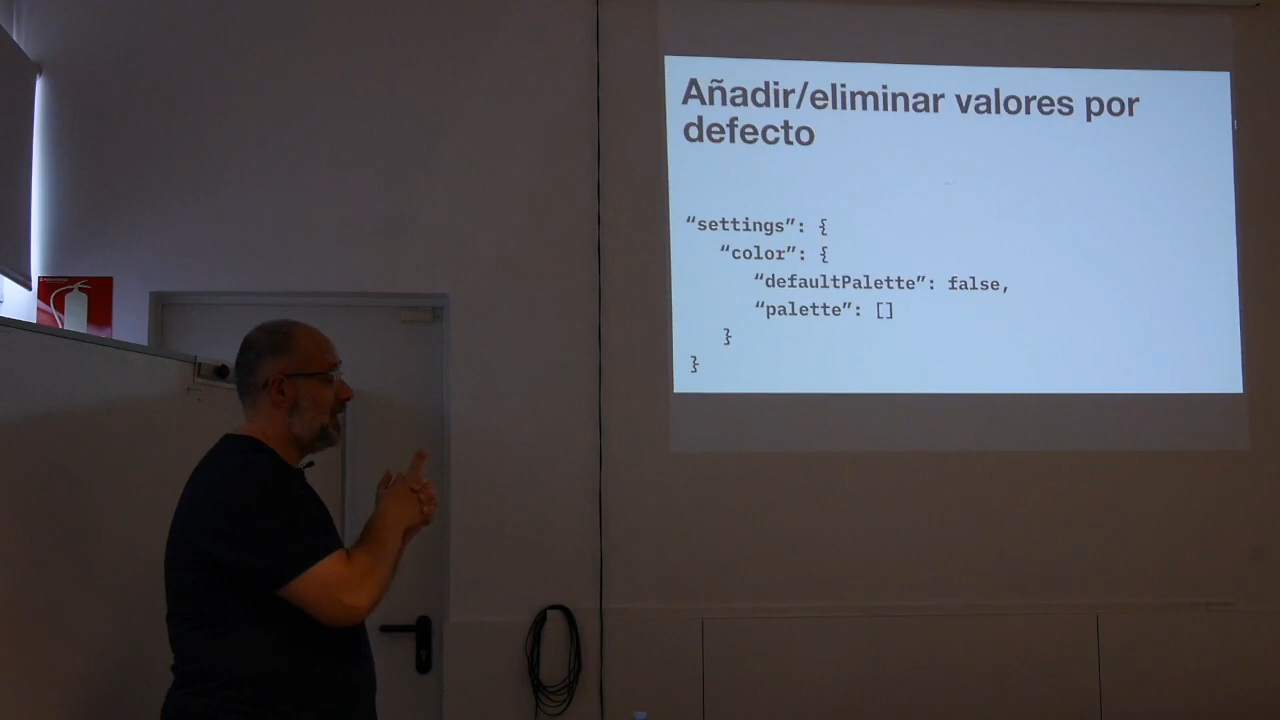 Añadir/eliminar valores por
defecto
“settings”: {
“color”: {
“defaultPalette”: false,
“palette”: []
}
}